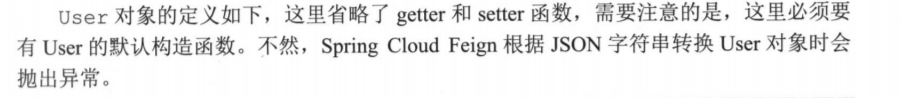 User 对象的定义如下，这里省略了 getter 和 setter 函数，需要注意的是，这里必须要
有 User 的默认构造函数。不然，Spring Cloud Feign 根据 JSON 字符串转换 User 对象时会
抛出异常。